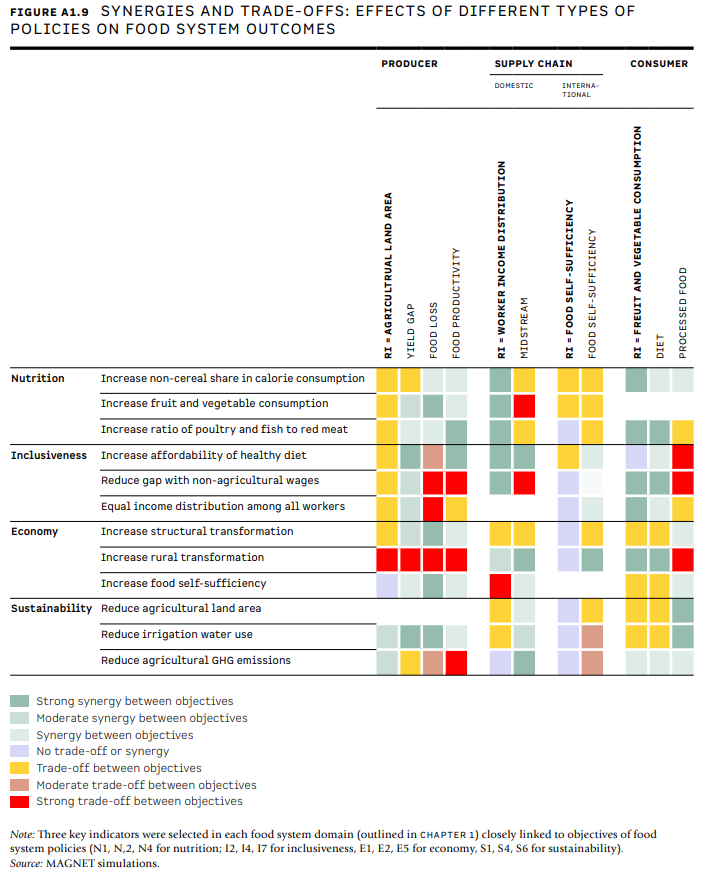 FIGURE A1.9 SYNERGIES AND TRADE-OFFS: EFFECTS OF DIFFERENT TYPES OF
POLICIES ON FOOD SYSTEM OUTCOMES
PRODUCER
SUPPLY CHAIN
CONSUMER
DOMESTIC
INTERNA-
TIONAL
RI = AGRICULTRUAL LAND AREA
YIELD GAP
FOOD LOSS
FOOD PRODUCTIVITY
RI = WORKER INCOME DISTRIBUTION
MIDSTREAM
RI = FOOD SELF-SUFFICIENCY
FOOD SELF-SUFFICIENCY
RI = FREUIT AND VEGETABLE CONSUMPTION
DIET
PROCESSED FOOD
Nutrition Increase non-cereal share in calorie consumption
Increase fruit and vegetable consumption
Increase ratio of poultry and fish to red meat
Inclusiveness Increase affordability of healthy diet
Reduce gap with non-agricultural wages
Equal income distribution among all workers
Economy Increase structural transformation
Increase rural transformation
Increase food self-sufficiency
Sustainability Reduce agricultural land area
Reduce irrigation water use
Reduce agricultural GHG emissions
Strong synergy between objectives
Moderate synergy between objectives
Synergy between objectives
No trade-off or synergy
Trade-off between objectives
Moderate trade-off between objectives
Strong trade-off between objectives
Note: Three key indicators were selected in each food system domain (outlined in CHAPTER 1) closely linked to objectives of food
system policies (N1, N,2, N4 for nutrition; I2, I4, I7 for inclusiveness, E1, E2, E5 for economy, S1, S4, S6 for sustainability).
Source: MAGNET simulations.